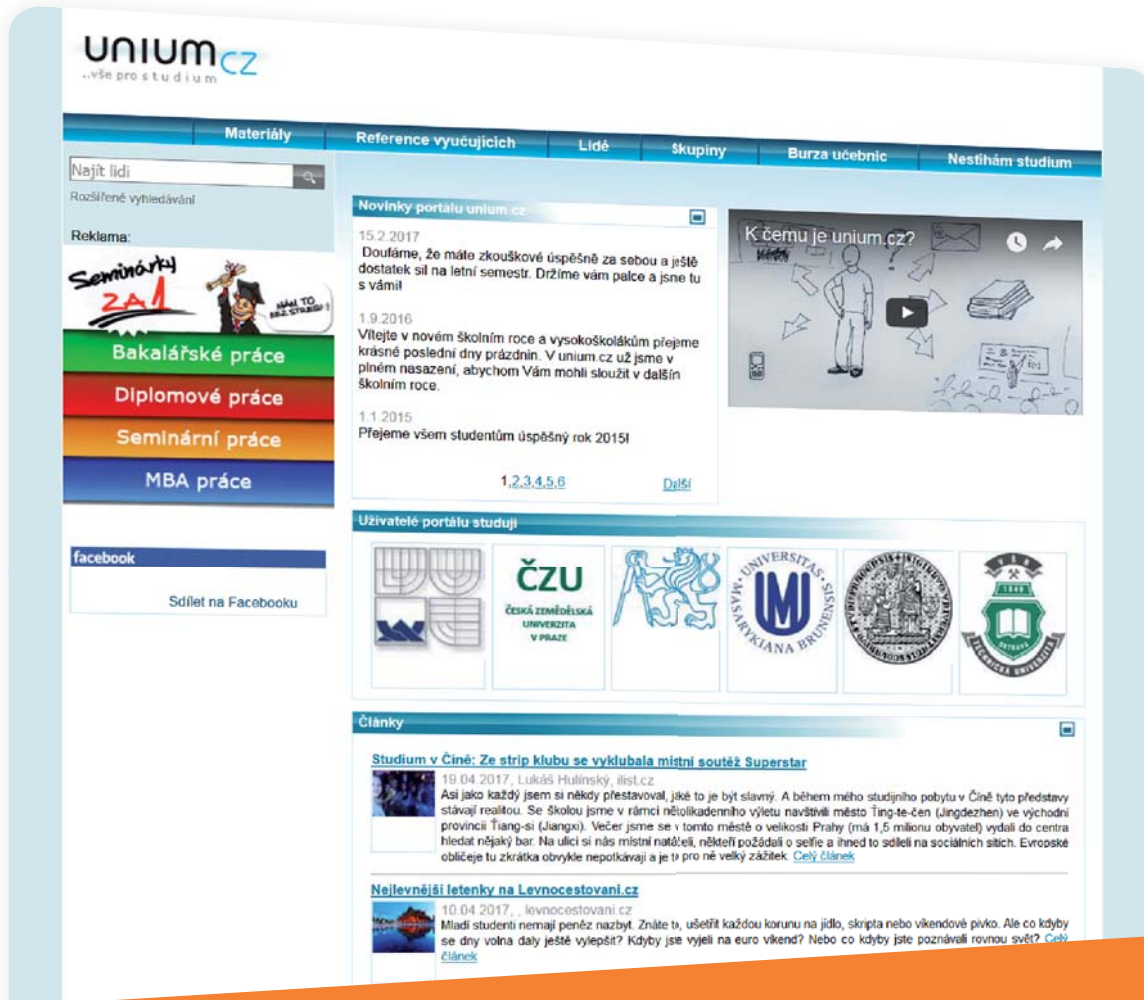 unium.cz
..vše pro studium
Materiály
Reference vyučujících
Lidé
Skupiny
Burza učebnic
Nestíhám studium
Najít lidi
Rozšířené vyhledávání
Reklama:
Seminárky
ZA1
MÁM TO
BEZ STRESU :)
Bakalářské práce
Diplomové práce
Seminární práce
MBA práce
facebook
Sdílet na Facebooku
Novinky portálu unium.cz
15.2.2017
Doufáme, že máte zkouškové úspěšně za sebou a ještě
dostatek sil na letní semestr. Držíme vám palce a jsme tu
s vámi!
1.9.2016
Vítejte v novém školním roce a vysokoškolákům přejeme
krásné poslední dny prázdnin. V unium.cz už jsme v
plném nasazení, abychom Vám mohli sloužit v dalšín
školním roce.
1.1.2015
Přejeme všem studentům úspěšný rok 2015!
1,2,3,4,5,6
Další
K čemu je unium.cz?
Uživatelé portálu studují
ČZU
ČESKÁ ZEMĚDĚLSKÁ
UNIVERZITA
V PRAZE
UNIVERSITAS MASARYKIANA BRUNENSIS
VŠB
1849
OSTRAVA
TECHNICKÁ UNIVERZITA
Články
Studium v Číně: Ze strip klubu se vyklubala místní soutěž Superstar
19.04.2017, Lukáš Hulínský, ilist.cz
Asi jako každý jsem si někdy přestavoval, jaké to je být slavný. A během mého studijního pobytu v Číně tyto představy
stávají realitou. Se školou jsme v rámci několikadenního výletu navštívili město Ťing-te-čen (Jingdezhen) ve východní
provincii Ťiang-si (Jiangxi). Večer jsme se v tomto městě o velikosti Prahy (má 1,5 milionu obyvatel) vydali do centra
hledat nějaký bar. Na ulici si nás místní natáčeli, někteří požádali o selfie a ihned to sdíleli na sociálních sítích. Evropské
obličeje tu zkrátka obvykle nepotkávají a je to pro ně velký zážitek. Celý článek
Nejlevnější letenky na Levnocestovani.cz
10.04.2017, , levnocestovani.cz
Mladí studenti nemají peněz nazbyt. Znáte to, ušetřit každou korunu na jídlo, skripta nebo víkendové pivko. Ale co kdyby
se dny volna daly ještě vylepšit? Kdyby jste vyjeli na euro víkend? Nebo co kdyby jste poznávali rovnou svět? Celý
článek